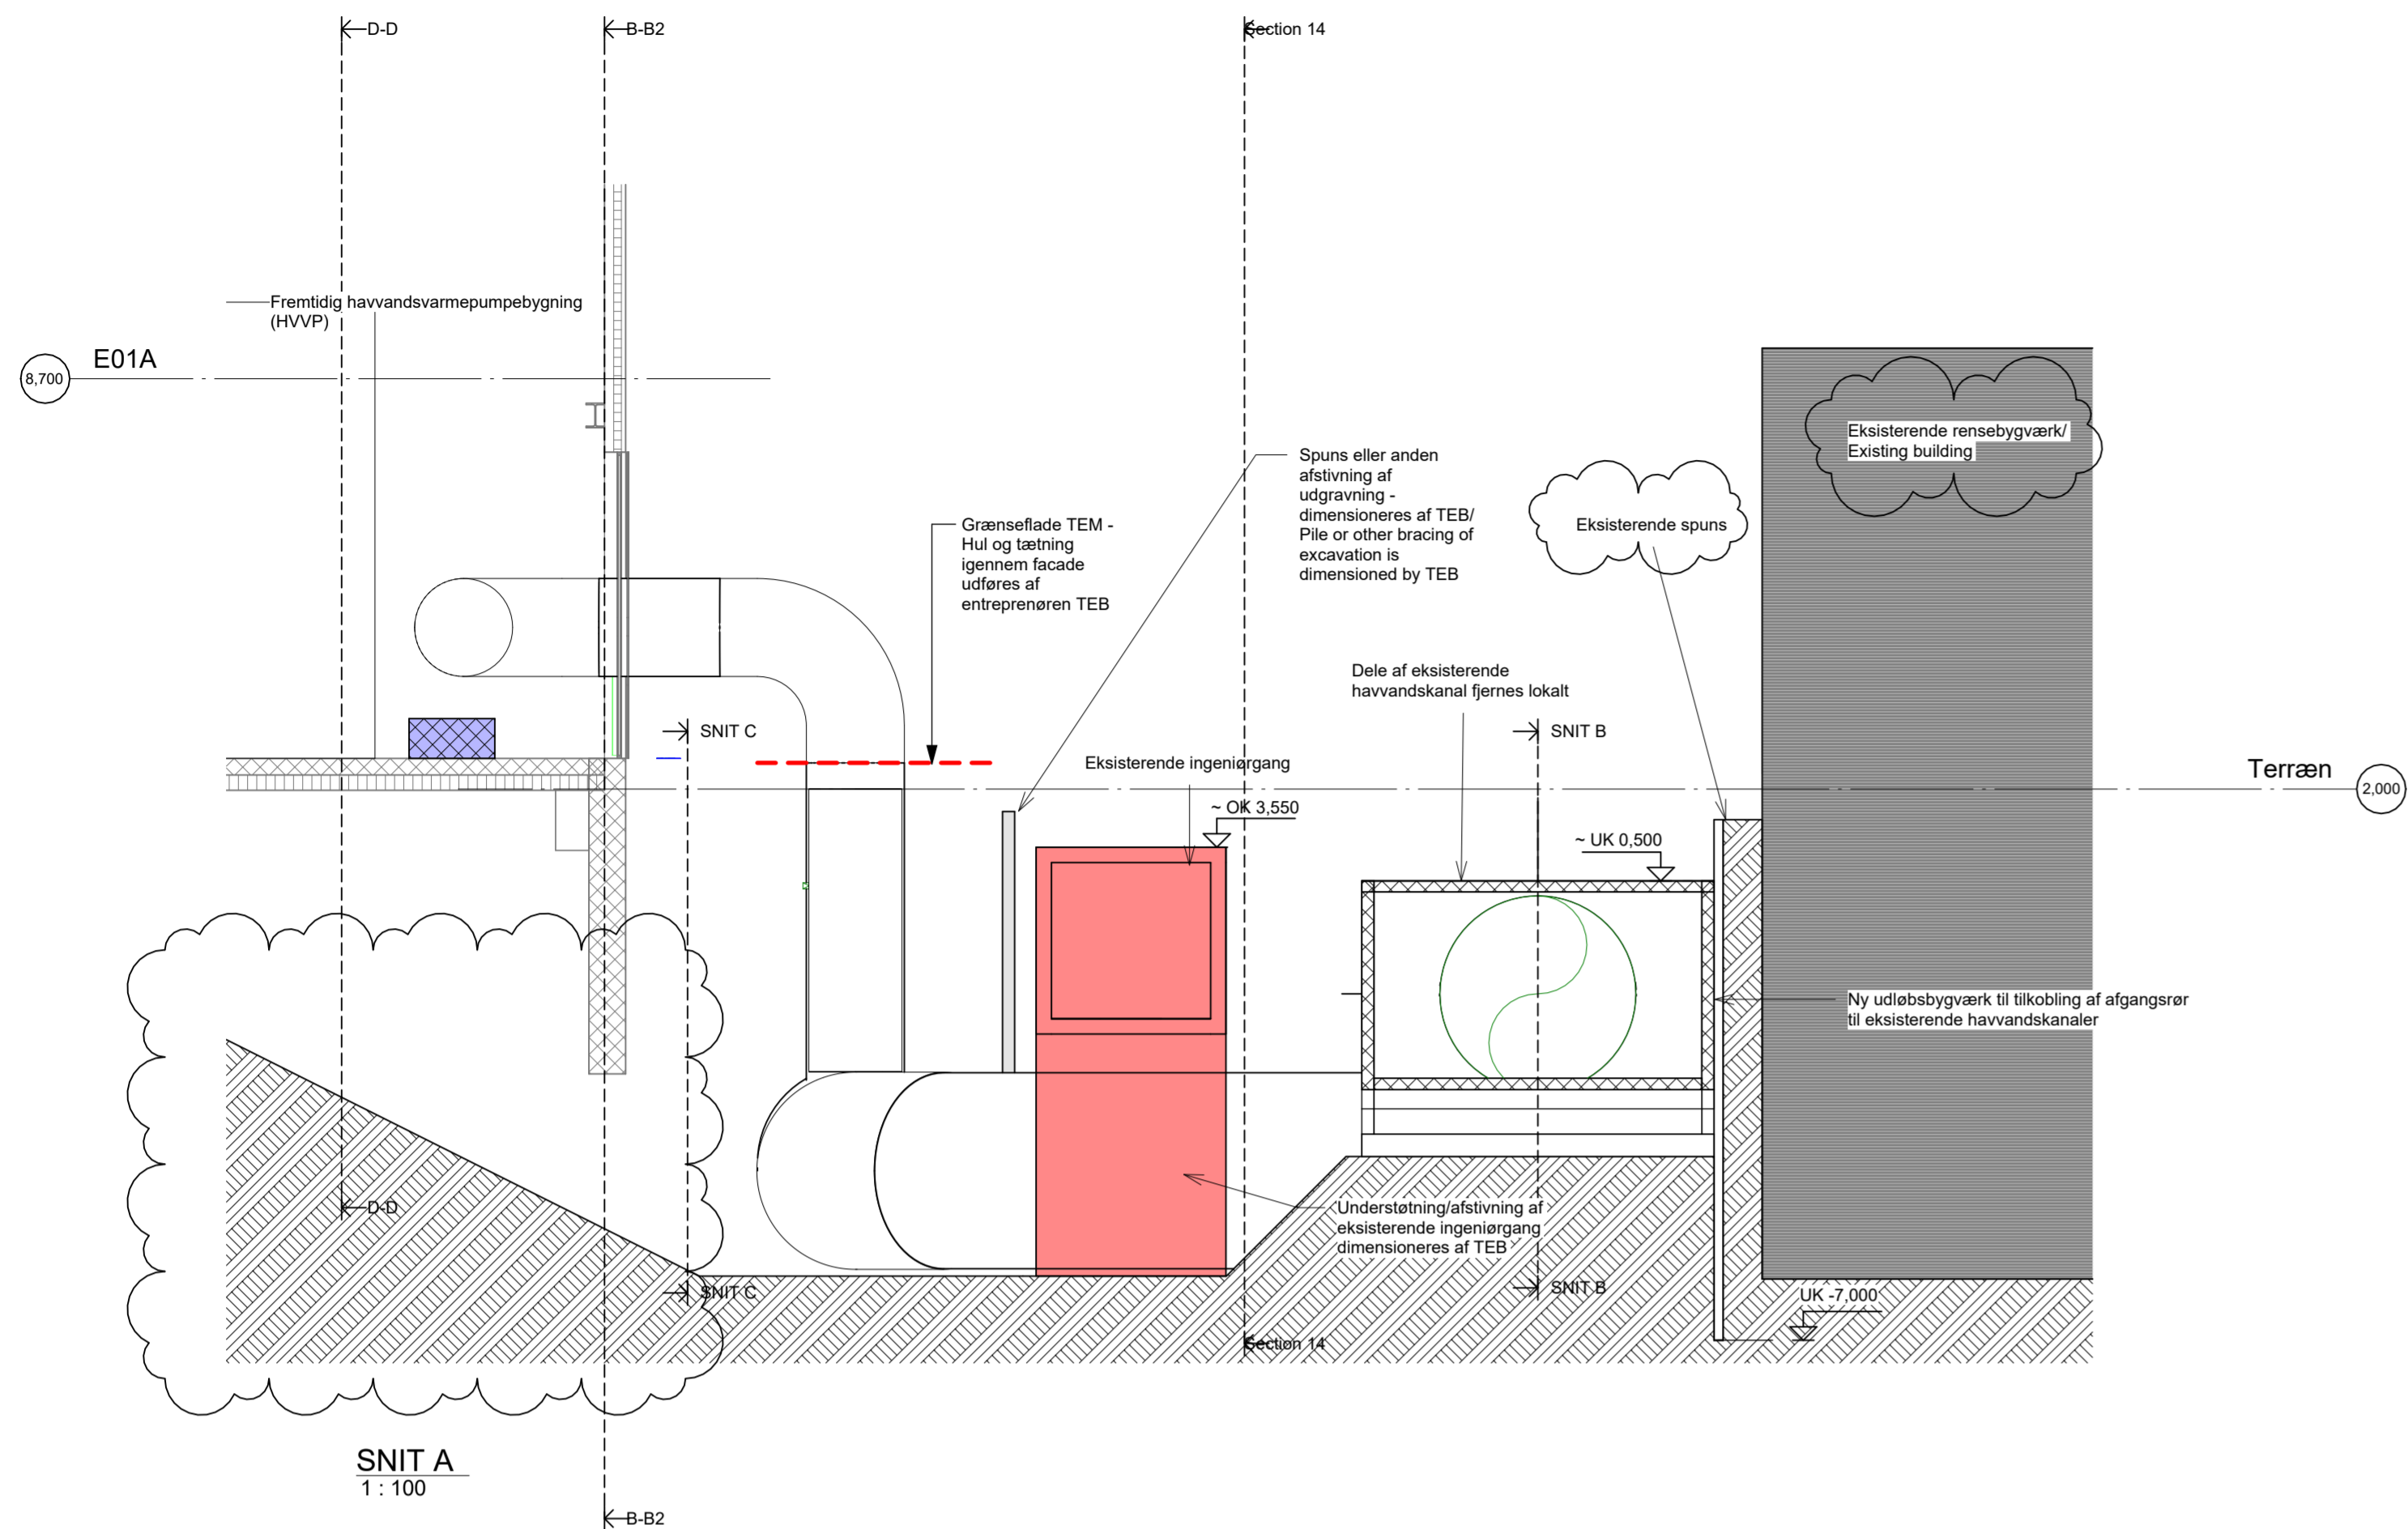 D-D
B-B2
Section 14
Fremtidig havvandsvarmepumpebygning
(HVVP)
E01A
8,700
Eksisterende rensebygværk/
Existing building
Spuns eller anden
afstivning af
udgravning -
dimensioneres af TEB/
Pile or other bracing of
excavation is
dimensioned by TEB
Grænseflade TEM -
Hul og tætning
igennem facade
udføres af
entreprenøren TEB
Eksisterende spuns
Dele af eksisterende
havvandskanal fjernes lokalt
SNIT C
SNIT B
Eksisterende ingeniørgang
Terræn
2,000
~ OK 3,550
~ UK 0,500
Ny udløbsbygværk til tilkobling af afgangsrør
til eksisterende havvandskanaler
D-D
Understøtning/afstivning af
eksisterende ingeniørgang
dimensioneres af TEB
SNIT C
SNIT B
UK -7,000
Section 14
SNIT A
1 : 100
B-B2